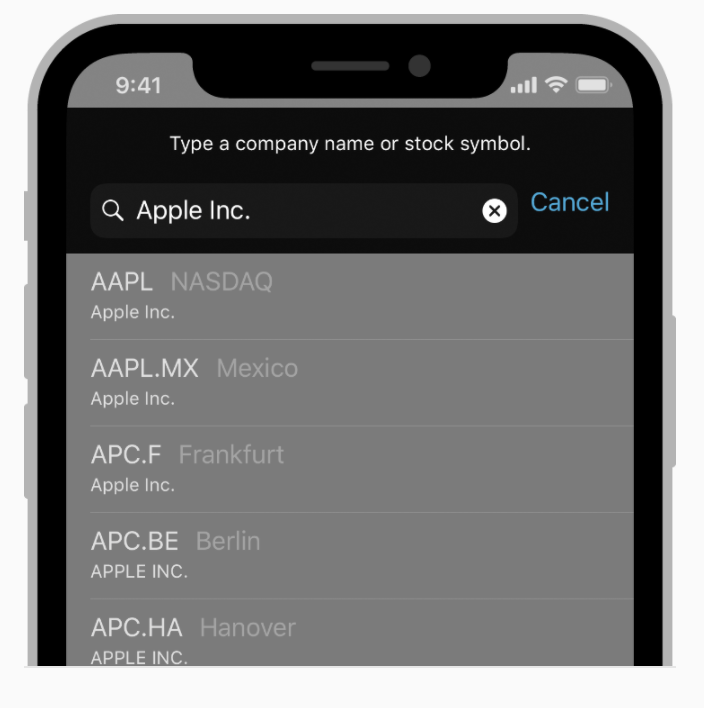 9:41
Type a company name or stock symbol.
Apple Inc.
Cancel
AAPL NASDAQ
Apple Inc.
AAPL.MX Mexico
Apple Inc.
APC.F Frankfurt
Apple Inc.
APC.BE Berlin
APPLE INC.
APC.HA Hanover
APPLE INC.